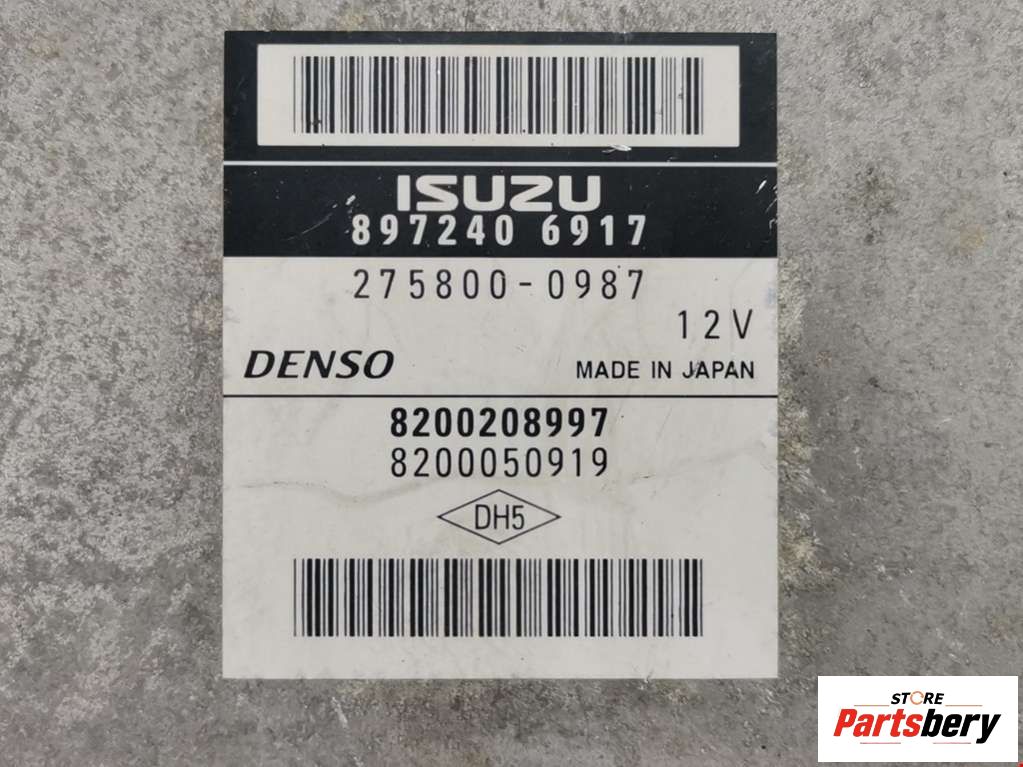 ISUZU
897240 6917
275800-0987
12V
DENSO MADE IN JAPAN
8200208997
8200050919
DH5
STORE
Partsbery